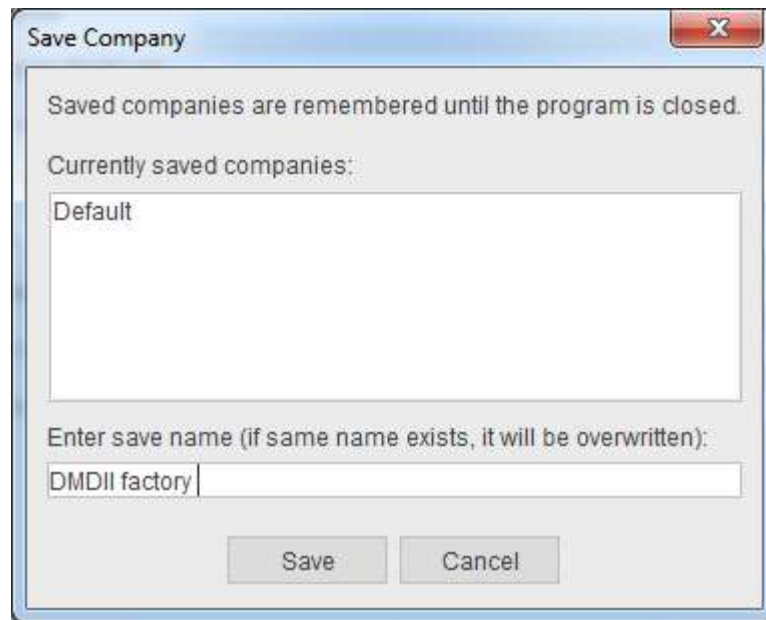 Save Company
Saved companies are remembered until the program is closed.
Currently saved companies:
Default
Enter save name (if same name exists, it will be overwritten):
DMDII factory
Save Cancel